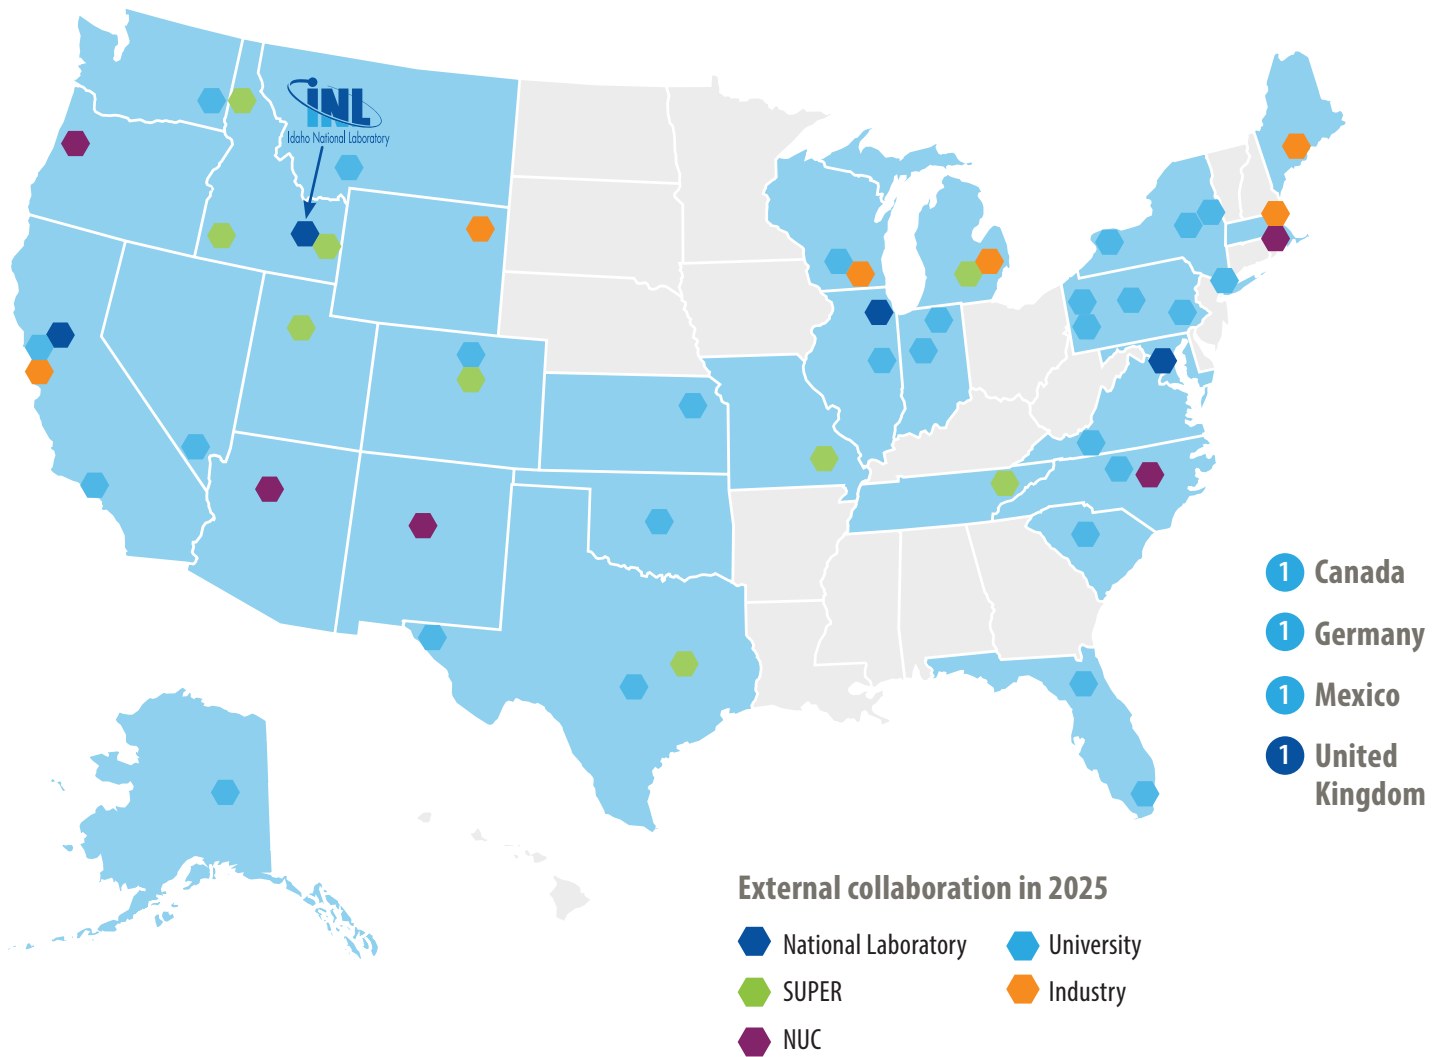 INL
Idaho National Laboratory
1 Canada
1 Germany
1 Mexico
1 United
Kingdom
External collaboration in 2025
National Laboratory
University
SUPER
Industry
NUC